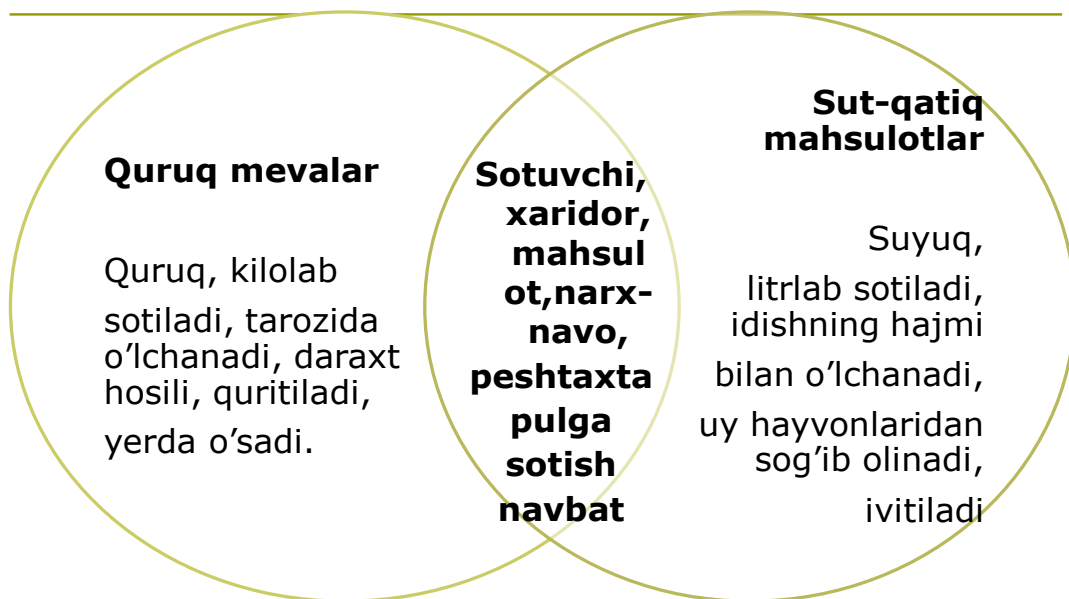 Quruq mevalar
Quruq, kilolab
sotiladi, tarozida
o’lchanadi, daraxt
hosili, quritiladi,
yerda o’sadi.
Sotuvchi,
xaridor,
mahsul
ot,narx-
navo,
peshtaxta
pulga
sotish
navbat
Sut-qatiq
mahsulotlar
Suyuq,
litrlab sotiladi,
idishning hajmi
bilan o’lchanadi,
uy hayvonlaridan
sog’ib olinadi,
ivitiladi